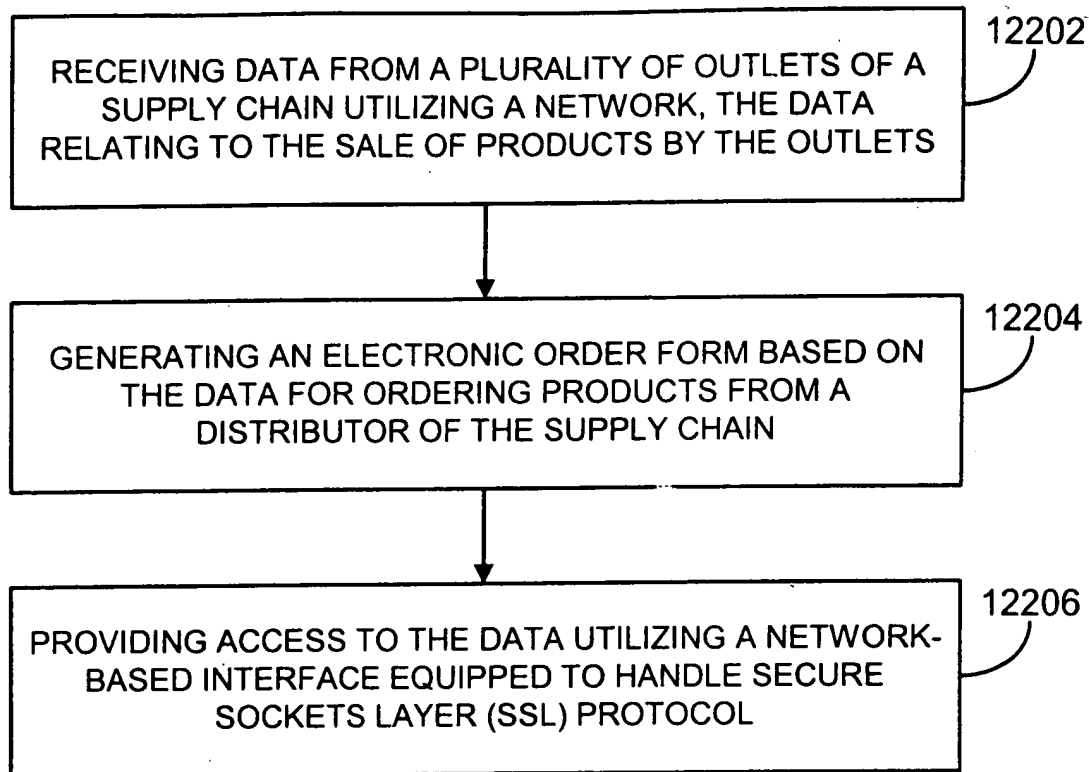 12202
RECEIVING DATA FROM A PLURALITY OF OUTLETS OF A
SUPPLY CHAIN UTILIZING A NETWORK, THE DATA
RELATING TO THE SALE OF PRODUCTS BY THE OUTLETS
12204
GENERATING AN ELECTRONIC ORDER FORM BASED ON
THE DATA FOR ORDERING PRODUCTS FROM A
DISTRIBUTOR OF THE SUPPLY CHAIN
12206
PROVIDING ACCESS TO THE DATA UTILIZING A NETWORK-
BASED INTERFACE EQUIPPED TO HANDLE SECURE
SOCKETS LAYER (SSL) PROTOCOL